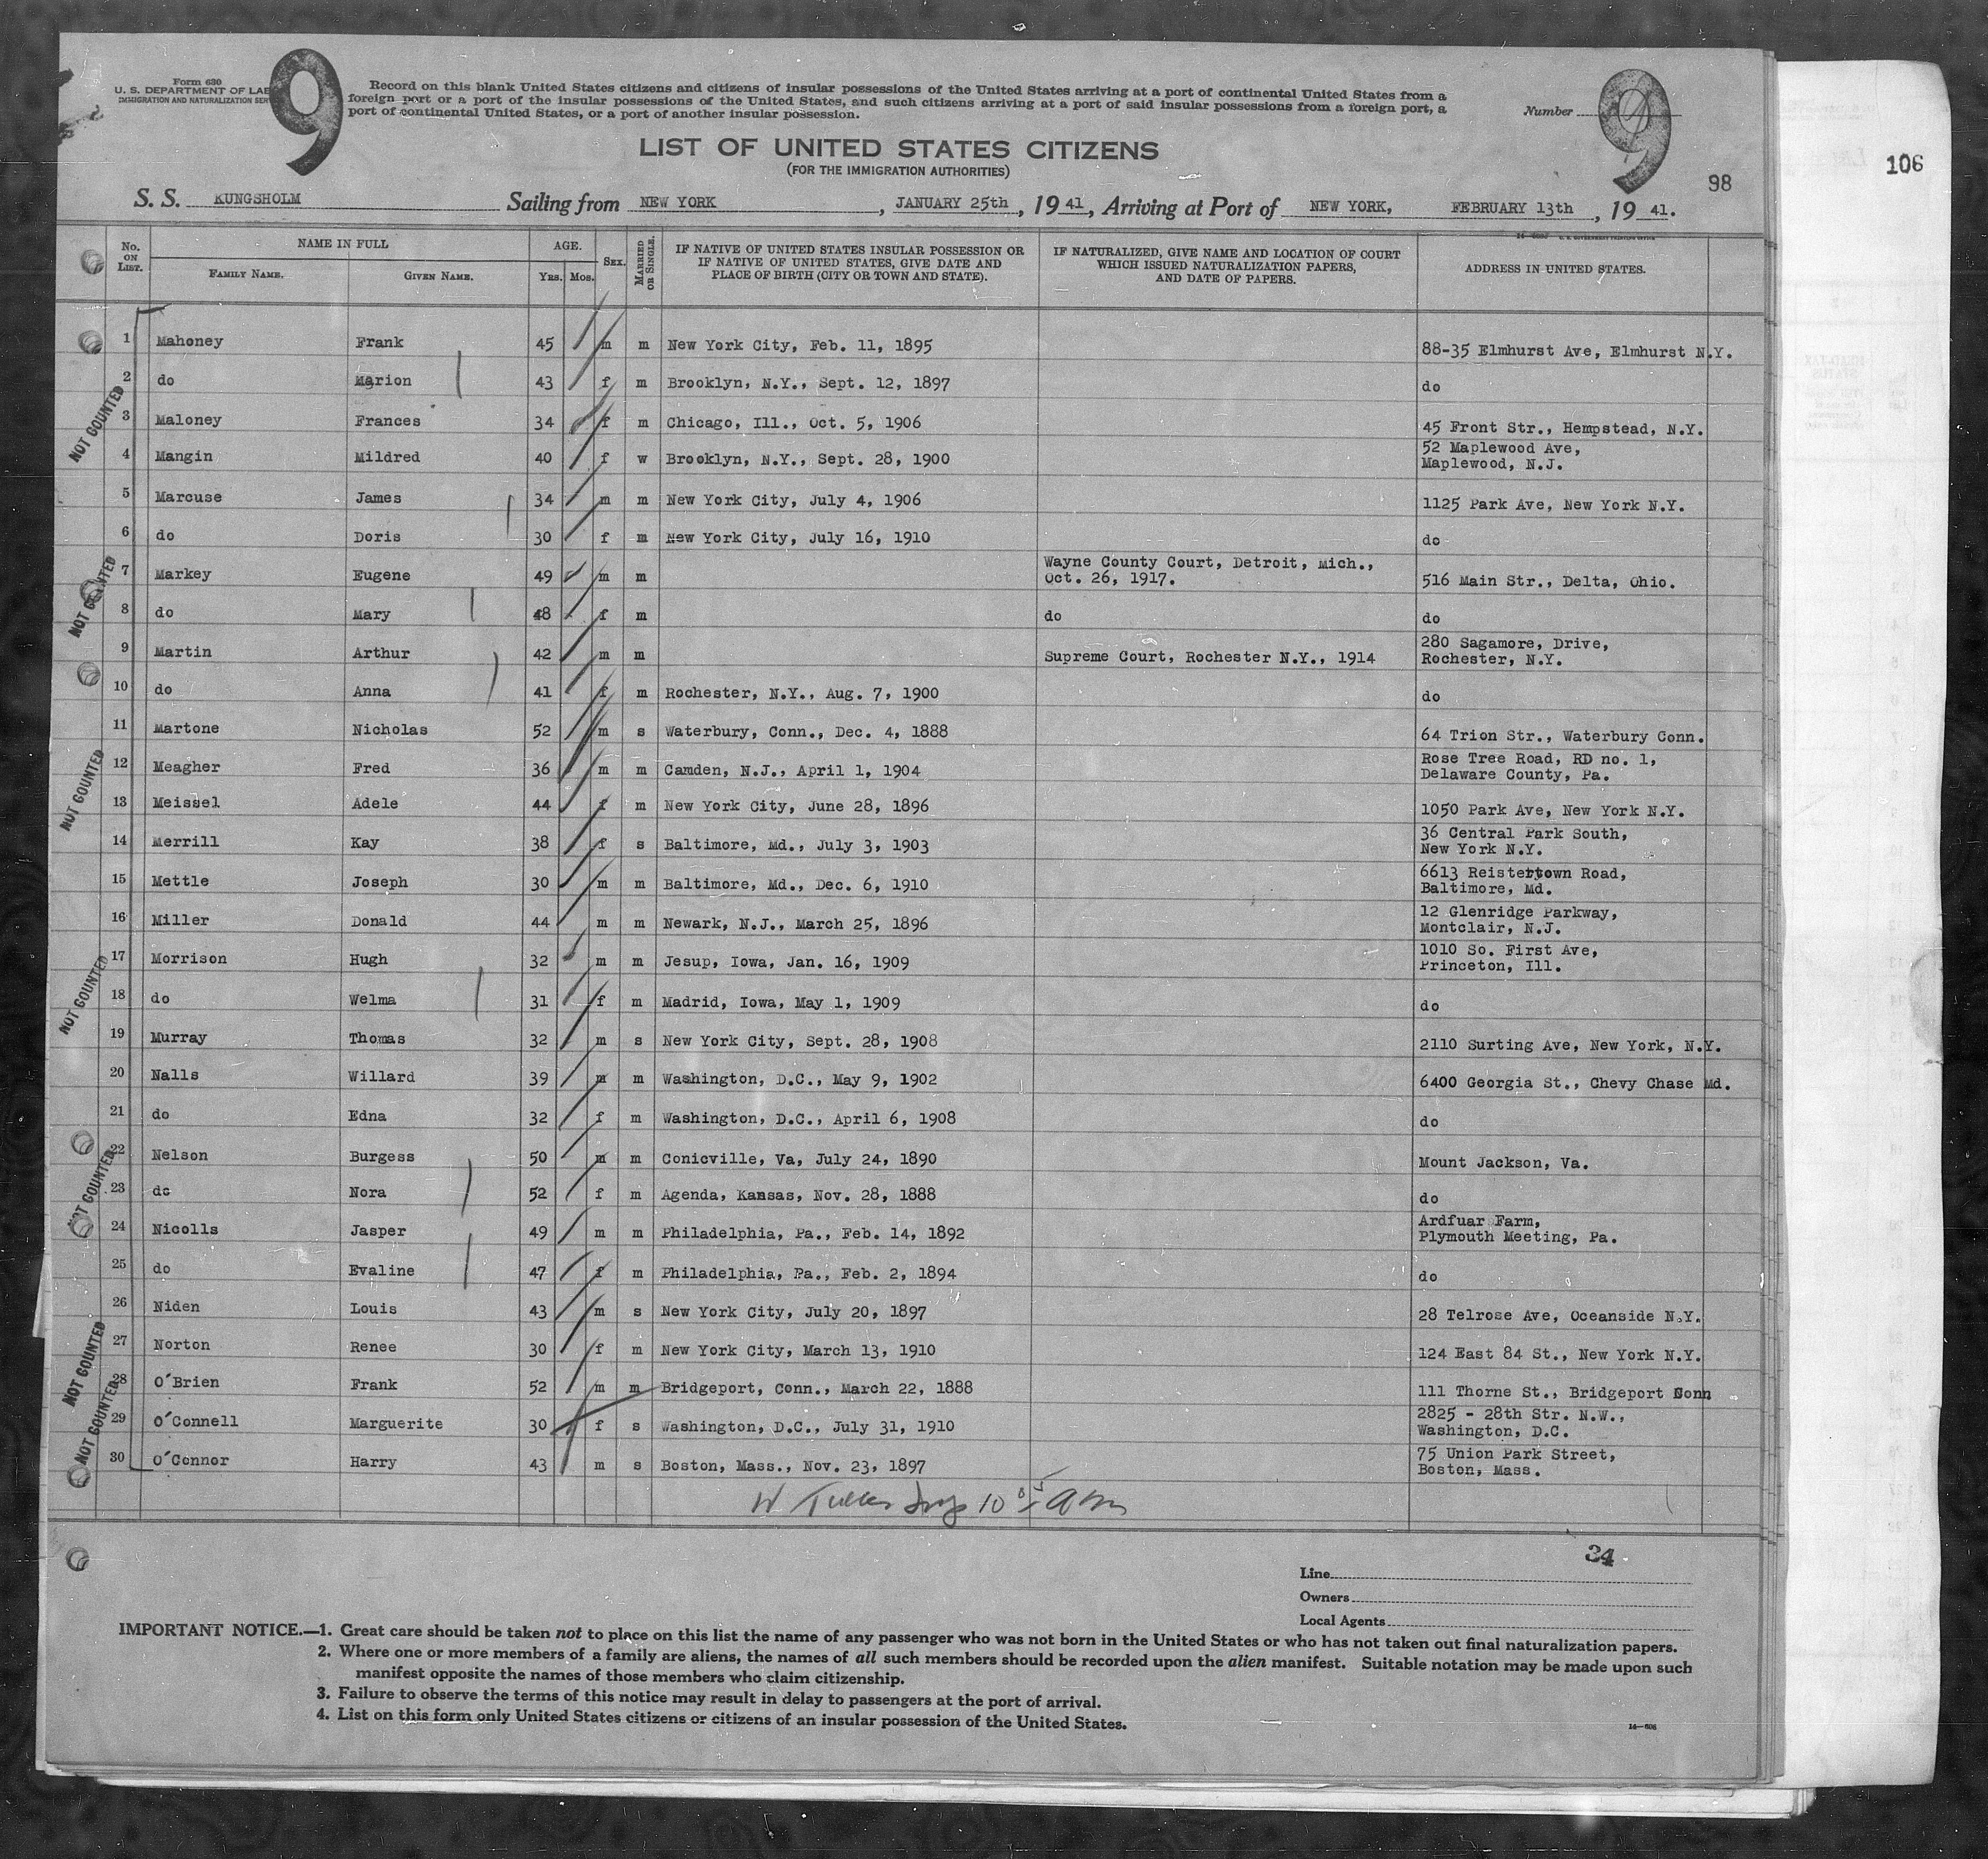 Form 630
U. S. DEPARTMENT OF LAB
IMMIGRATION AND NATURALIZATION SER
9
Record on this blank United States citizens and citizens of insular possessions of the United States arriving at a port of continental United States from a
foreign port or a port of the insular possessions of the United States, and such citizens arriving at a port of said insular possessions from a foreign port, a
port of continental United States, or a port of another insular possession.
Number 9
LIST OF UNITED STATES CITIZENS
(FOR THE IMMIGRATION AUTHORITIES)
98
106
S. S. KUNGSHOLM Sailing from NEW YORK, JANUARY 25th, 19 41, Arriving at Port of NEW YORK, FEBRUARY 13th, 19 41.
No. ON LIST. NAME IN FULL FAMILY NAME. GIVEN NAME. AGE. YRS. MOS. SEX. MARRIED OR SINGLE. IF NATIVE OF UNITED STATES INSULAR POSSESSION OR IF NATIVE OF UNITED STATES, GIVE DATE AND PLACE OF BIRTH (CITY OR TOWN AND STATE). IF NATURALIZED, GIVE NAME AND LOCATION OF COURT WHICH ISSUED NATURALIZATION PAPERS, AND DATE OF PAPERS. ADDRESS IN UNITED STATES.
1 Mahoney Frank 45 m m New York City, Feb. 11, 1895 88-35 Elmhurst Ave, Elmhurst N.Y.
2 do Marion 43 f m Brooklyn, N.Y., Sept. 12, 1897 do
NOT COUNTED
3 Maloney Frances 34 f m Chicago, Ill., Oct. 5, 1906 45 Front Str., Hempstead, N.Y.
4 Mangin Mildred 40 f w Brooklyn, N.Y., Sept. 28, 1900 52 Maplewood Ave, Maplewood, N.J.
5 Marcuse James 34 m m New York City, July 4, 1906 1125 Park Ave, New York N.Y.
6 do Doris 30 f m New York City, July 16, 1910 do
NOT COUNTED
7 Markey Eugene 49 m m Wayne County Court, Detroit, Mich., Oct. 26, 1917. 516 Main Str., Delta, Ohio.
8 do Mary 48 f m do do
9 Martin Arthur 42 m m Supreme Court, Rochester N.Y., 1914 280 Sagamore, Drive, Rochester, N.Y.
10 do Anna 41 f m Rochester, N.Y., Aug. 7, 1900 do
11 Martone Nicholas 52 m s Waterbury, Conn., Dec. 4, 1888 64 Trion Str., Waterbury Conn.
NOT COUNTED
12 Meagher Fred 36 m m Camden, N.J., April 1, 1904 Rose Tree Road, RD no. 1, Delaware County, Pa.
13 Meissel Adele 44 f m New York City, June 28, 1896 1050 Park Ave, New York N.Y.
14 Merrill Kay 38 f s Baltimore, Md., July 3, 1903 36 Central Park South, New York N.Y.
15 Mettle Joseph 30 m m Baltimore, Md., Dec. 6, 1910 6613 Reistertown Road, Baltimore, Md.
16 Miller Donald 44 m m Newark, N.J., March 25, 1896 12 Glenridge Parkway, Montclair, N.J.
NOT COUNTED
17 Morrison Hugh 32 m m Jesup, Iowa, Jan. 16, 1909 1010 So. First Ave, Princeton, Ill.
18 do Welma 31 f m Madrid, Iowa, May 1, 1909 do
19 Murray Thomas 32 m s New York City, Sept. 28, 1908 2110 Surting Ave, New York, N.Y.
20 Nalls Willard 39 m m Washington, D.C., May 9, 1902 6400 Georgia St., Chevy Chase Md.
21 do Edna 32 f m Washington, D.C., April 6, 1908 do
22 Nelson Burgess 50 m m Conicville, Va, July 24, 1890 Mount Jackson, Va.
NOT COUNTED
23 do Nora 52 f m Agenda, Kansas, Nov. 28, 1888 do
24 Nicolls Jasper 49 m m Philadelphia, Pa., Feb. 14, 1892 Ardfuar Farm, Plymouth Meeting, Pa.
25 do Evaline 47 f m Philadelphia, Pa., Feb. 2, 1894 do
26 Niden Louis 43 m s New York City, July 20, 1897 28 Telrose Ave, Oceanside N.Y.
NOT COUNTED
27 Norton Renee 30 f m New York City, March 13, 1910 124 East 84 St., New York N.Y.
28 O'Brien Frank 52 m m Bridgeport, Conn., March 22, 1888 111 Thorne St., Bridgeport Conn
NOT COUNTED
29 O'Connell Marguerite 30 f s Washington, D.C., July 31, 1910 2825 - 28th Str. N.W., Washington, D.C.
30 O'Connor Harry 43 m s Boston, Mass., Nov. 23, 1897 75 Union Park Street, Boston, Mass.
10 05 AM
34
Line
Owners
Local Agents
IMPORTANT NOTICE.—1. Great care should be taken not to place on this list the name of any passenger who was not born in the United States or who has not taken out final naturalization papers.
2. Where one or more members of a family are aliens, the names of all such members should be recorded upon the alien manifest. Suitable notation may be made upon such
manifest opposite the names of those members who claim citizenship.
3. Failure to observe the terms of this notice may result in delay to passengers at the port of arrival.
4. List on this form only United States citizens or citizens of an insular possession of the United States.